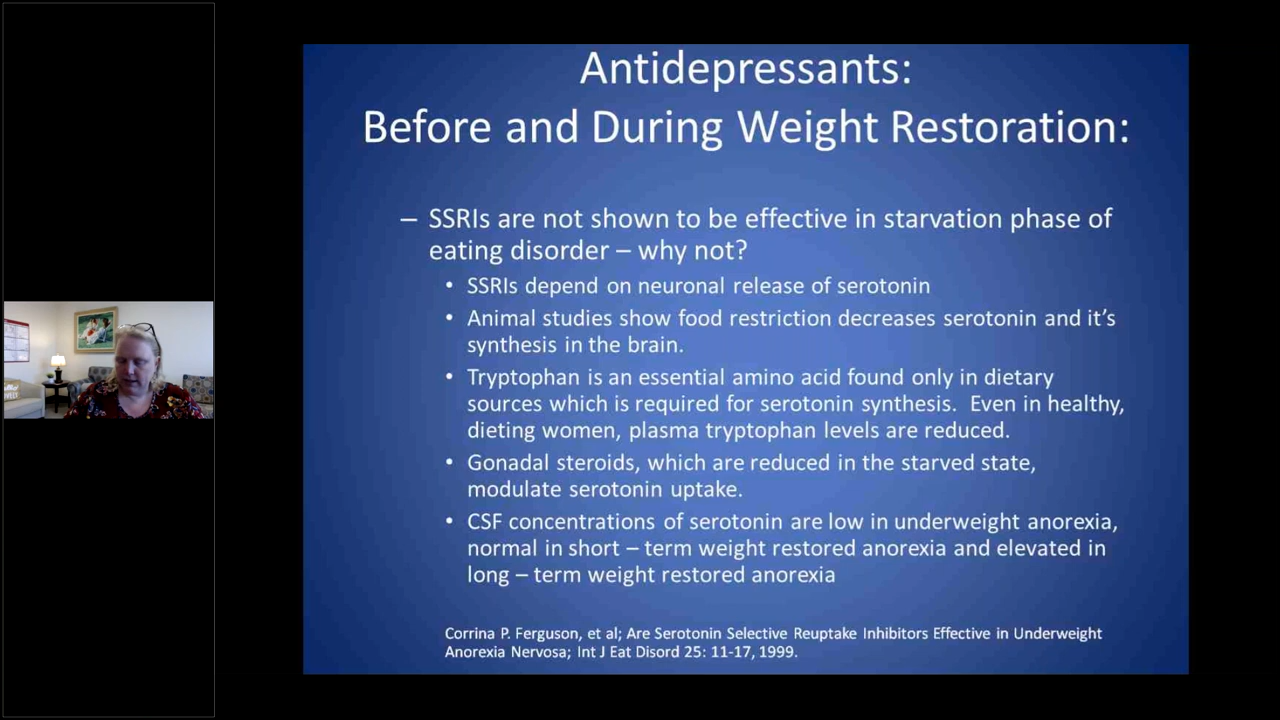 Antidepressants:
Before and During Weight Restoration:
– SSRIs are not shown to be effective in starvation phase of
eating disorder – why not?
• SSRIs depend on neuronal release of serotonin
• Animal studies show food restriction decreases serotonin and it’s
synthesis in the brain.
• Tryptophan is an essential amino acid found only in dietary
sources which is required for serotonin synthesis.  Even in healthy,
dieting women, plasma tryptophan levels are reduced.
• Gonadal steroids, which are reduced in the starved state,
modulate serotonin uptake.
• CSF concentrations of serotonin are low in underweight anorexia,
normal in short – term weight restored anorexia and elevated in
long – term weight restored anorexia
Corrina P. Ferguson, et al; Are Serotonin Selective Reuptake Inhibitors Effective in Underweight
Anorexia Nervosa; Int J Eat Disord 25: 11-17, 1999.